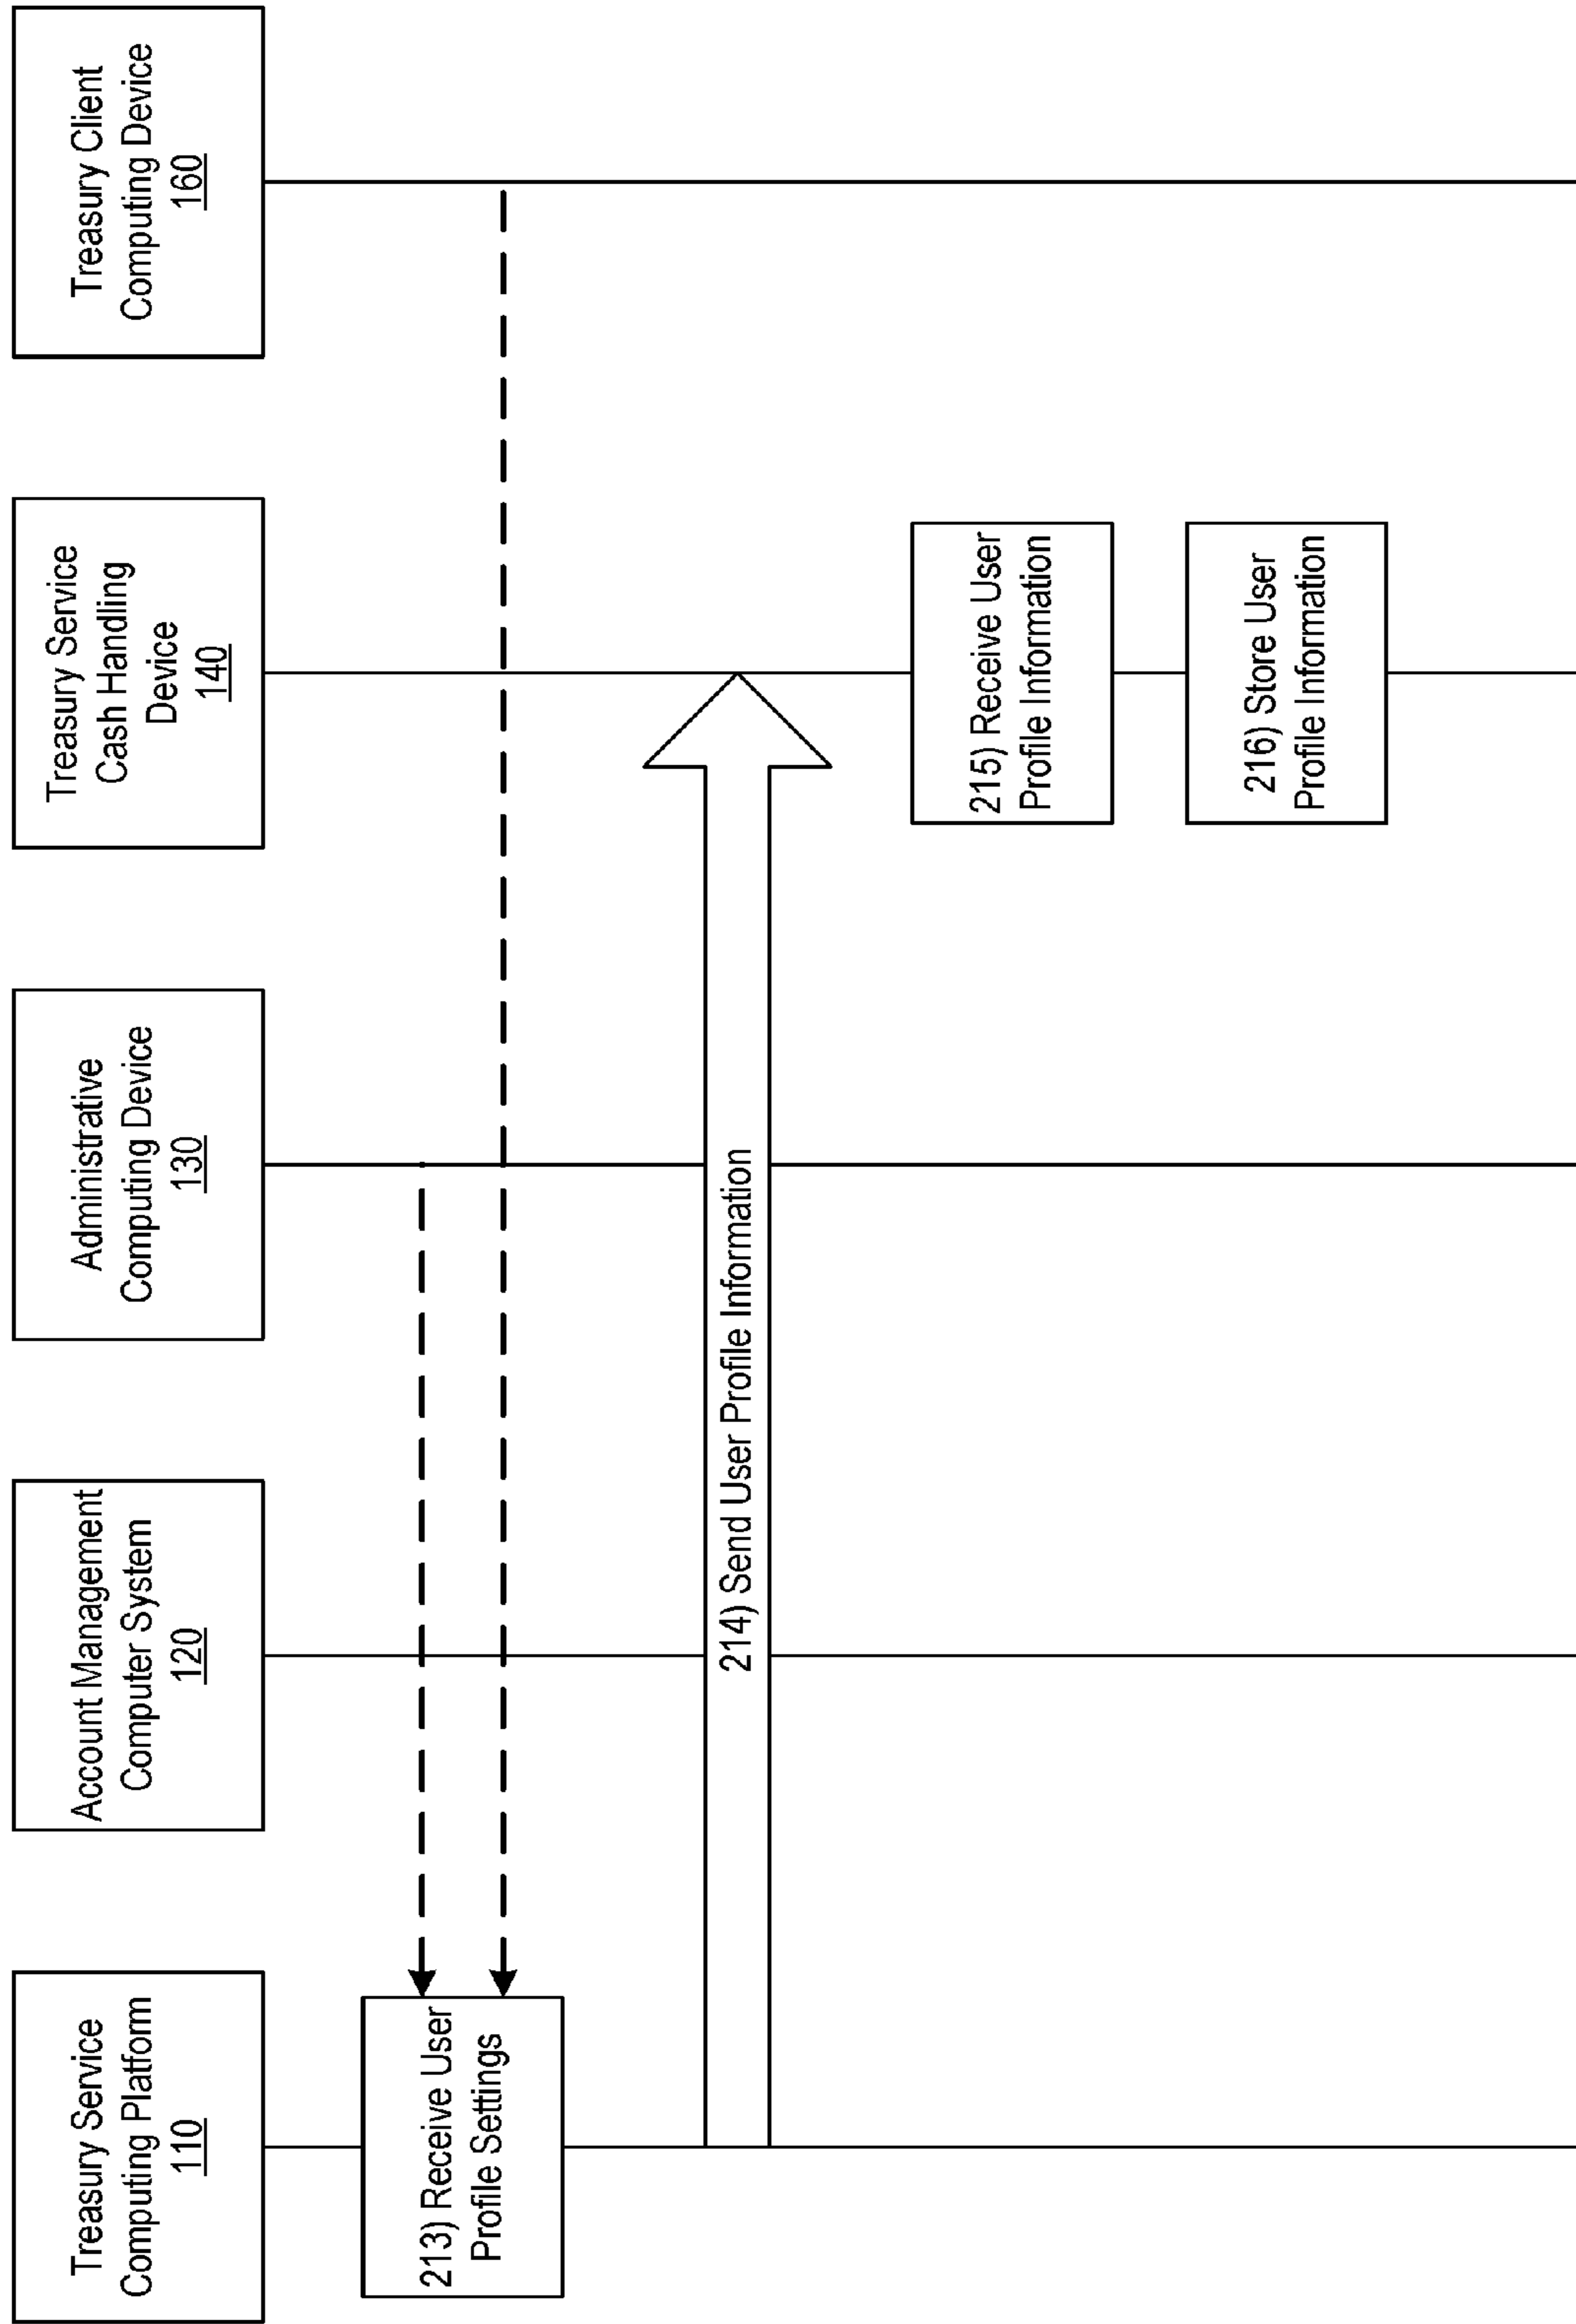 Treasury Service
Computing Platform
110
Account Management
Computer System
120
Administrative
Computing Device
130
Treasury Service
Cash Handling
Device
140
Treasury Client
Computing Device
160
213) Receive User
Profile Settings
214) Send User Profile Information
215) Receive User
Profile Information
216) Store User
Profile Information